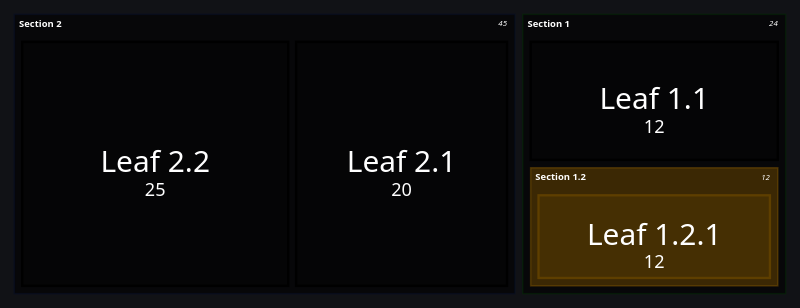 Section 2
45
Leaf 2.2
25
Leaf 2.1
20
Section 1
24
Leaf 1.1
12
Section 1.2
12
Leaf 1.2.1
12